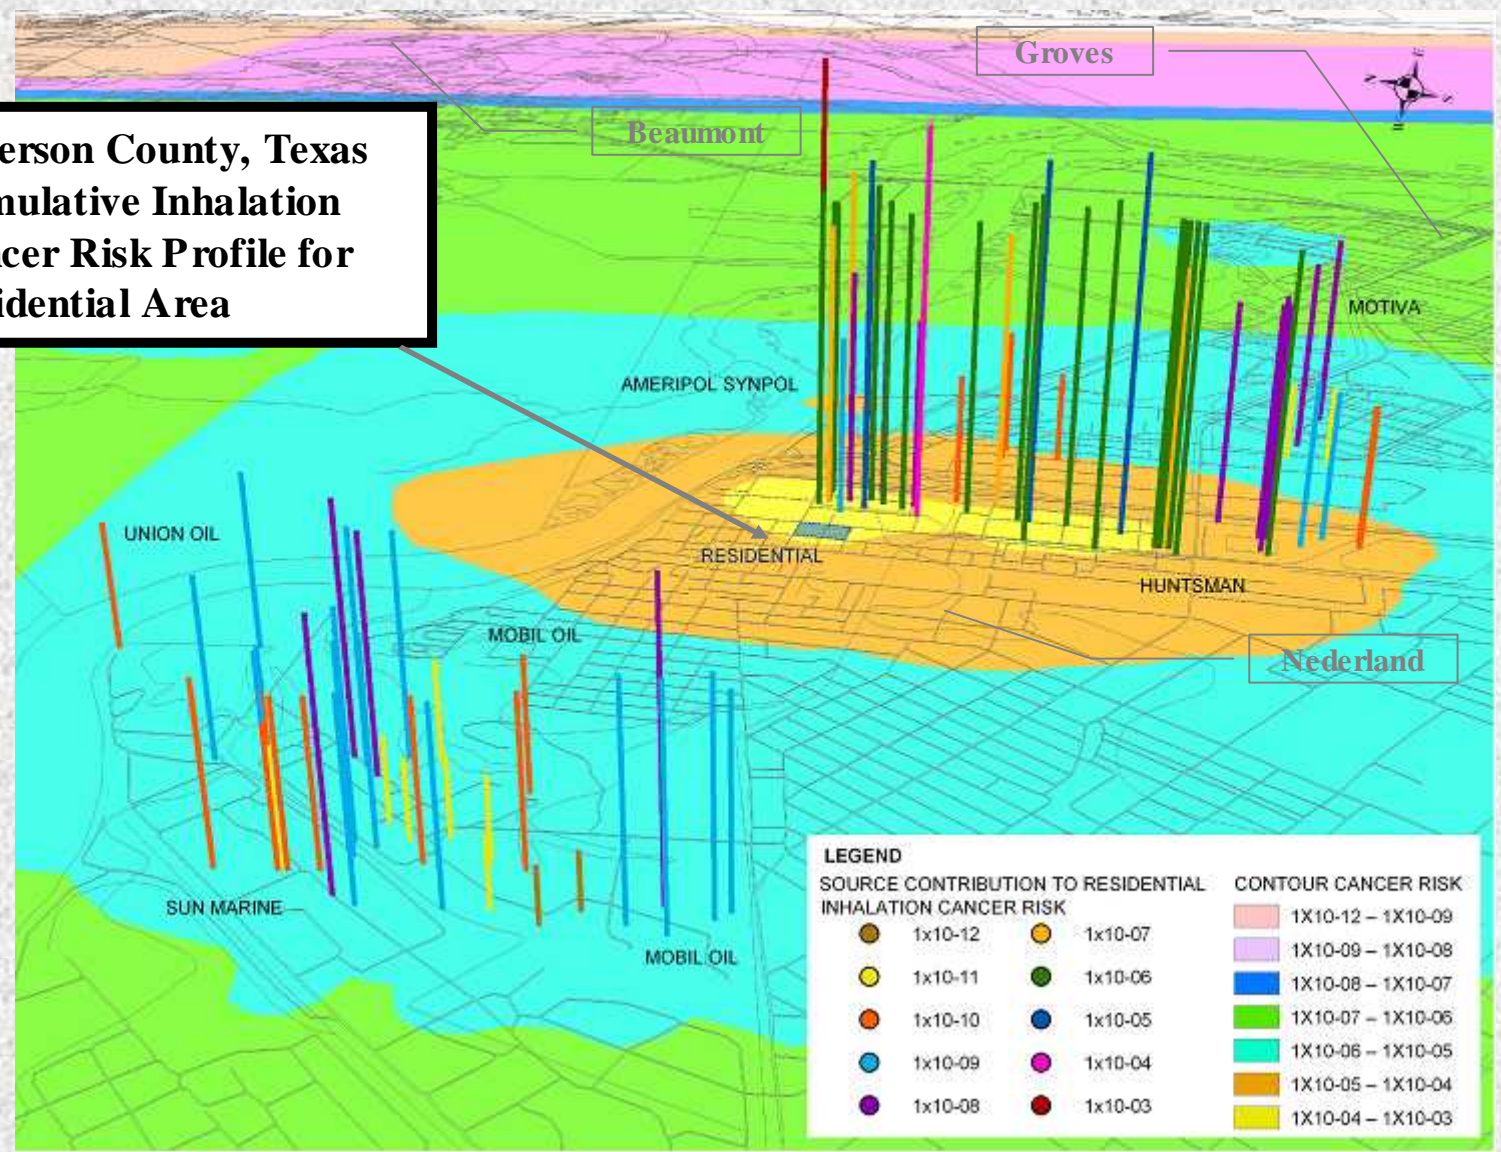 Groves
Beaumont
erson County, Texas
mulative Inhalation
cer Risk Profile for
idential Area
MOTIVA
AMERIPOL SYNPOL
UNION OIL
RESIDENTIAL
HUNTSMAN
MOBIL OIL
Nederland
SUN MARINE
MOBIL OIL
LEGEND
SOURCE CONTRIBUTION TO RESIDENTIAL
INHALATION CANCER RISK
1x10-12
1x10-11
1x10-10
1x10-09
1x10-08
1x10-07
1x10-06
1x10-05
1x10-04
1x10-03
CONTOUR CANCER RISK
1X10-12 – 1X10-09
1X10-09 – 1X10-08
1X10-08 – 1X10-07
1X10-07 – 1X10-06
1X10-06 – 1X10-05
1X10-05 – 1X10-04
1X10-04 – 1X10-03